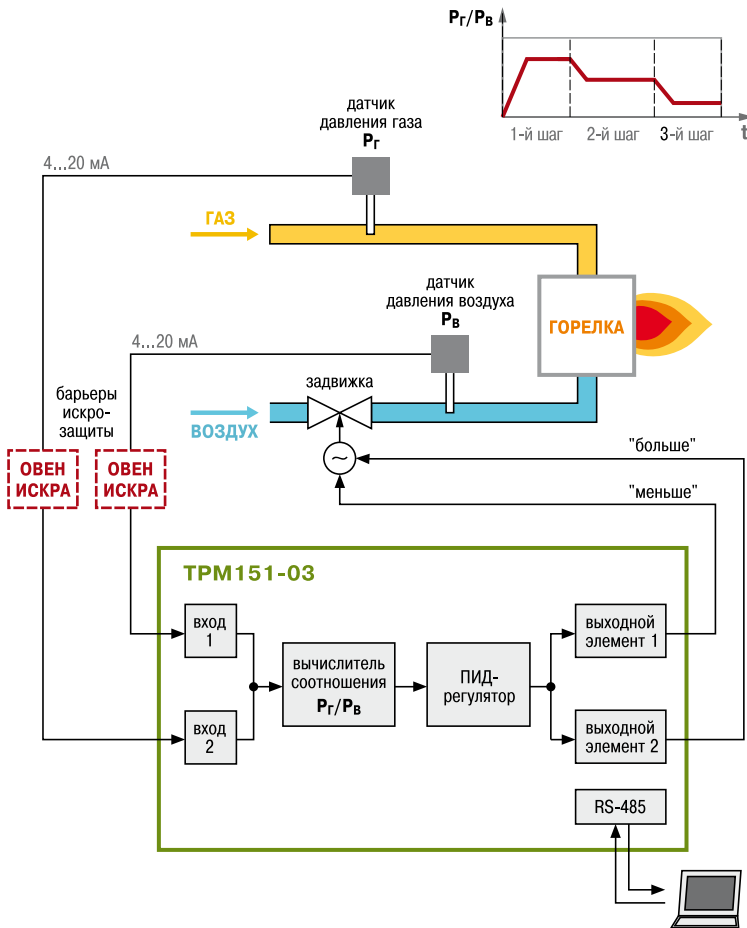 Pг/Pв
1-й шаг
2-й шаг
3-й шаг
t
датчик
давления газа
Pг
4...20 мА
ГАЗ
датчик
давления воздуха
Pв
ГОРЕЛКА
4...20 мА
задвижка
барьеры
искро-
защиты
ВОЗДУХ
ОВЕН
ИСКРА
ОВЕН
ИСКРА
~
"больше"
"меньше"
ТРМ151-03
вход
1
вычислитель
соотношения
Pг/Pв
ПИД-
регулятор
выходной
элемент 1
вход
2
выходной
элемент 2
RS-485